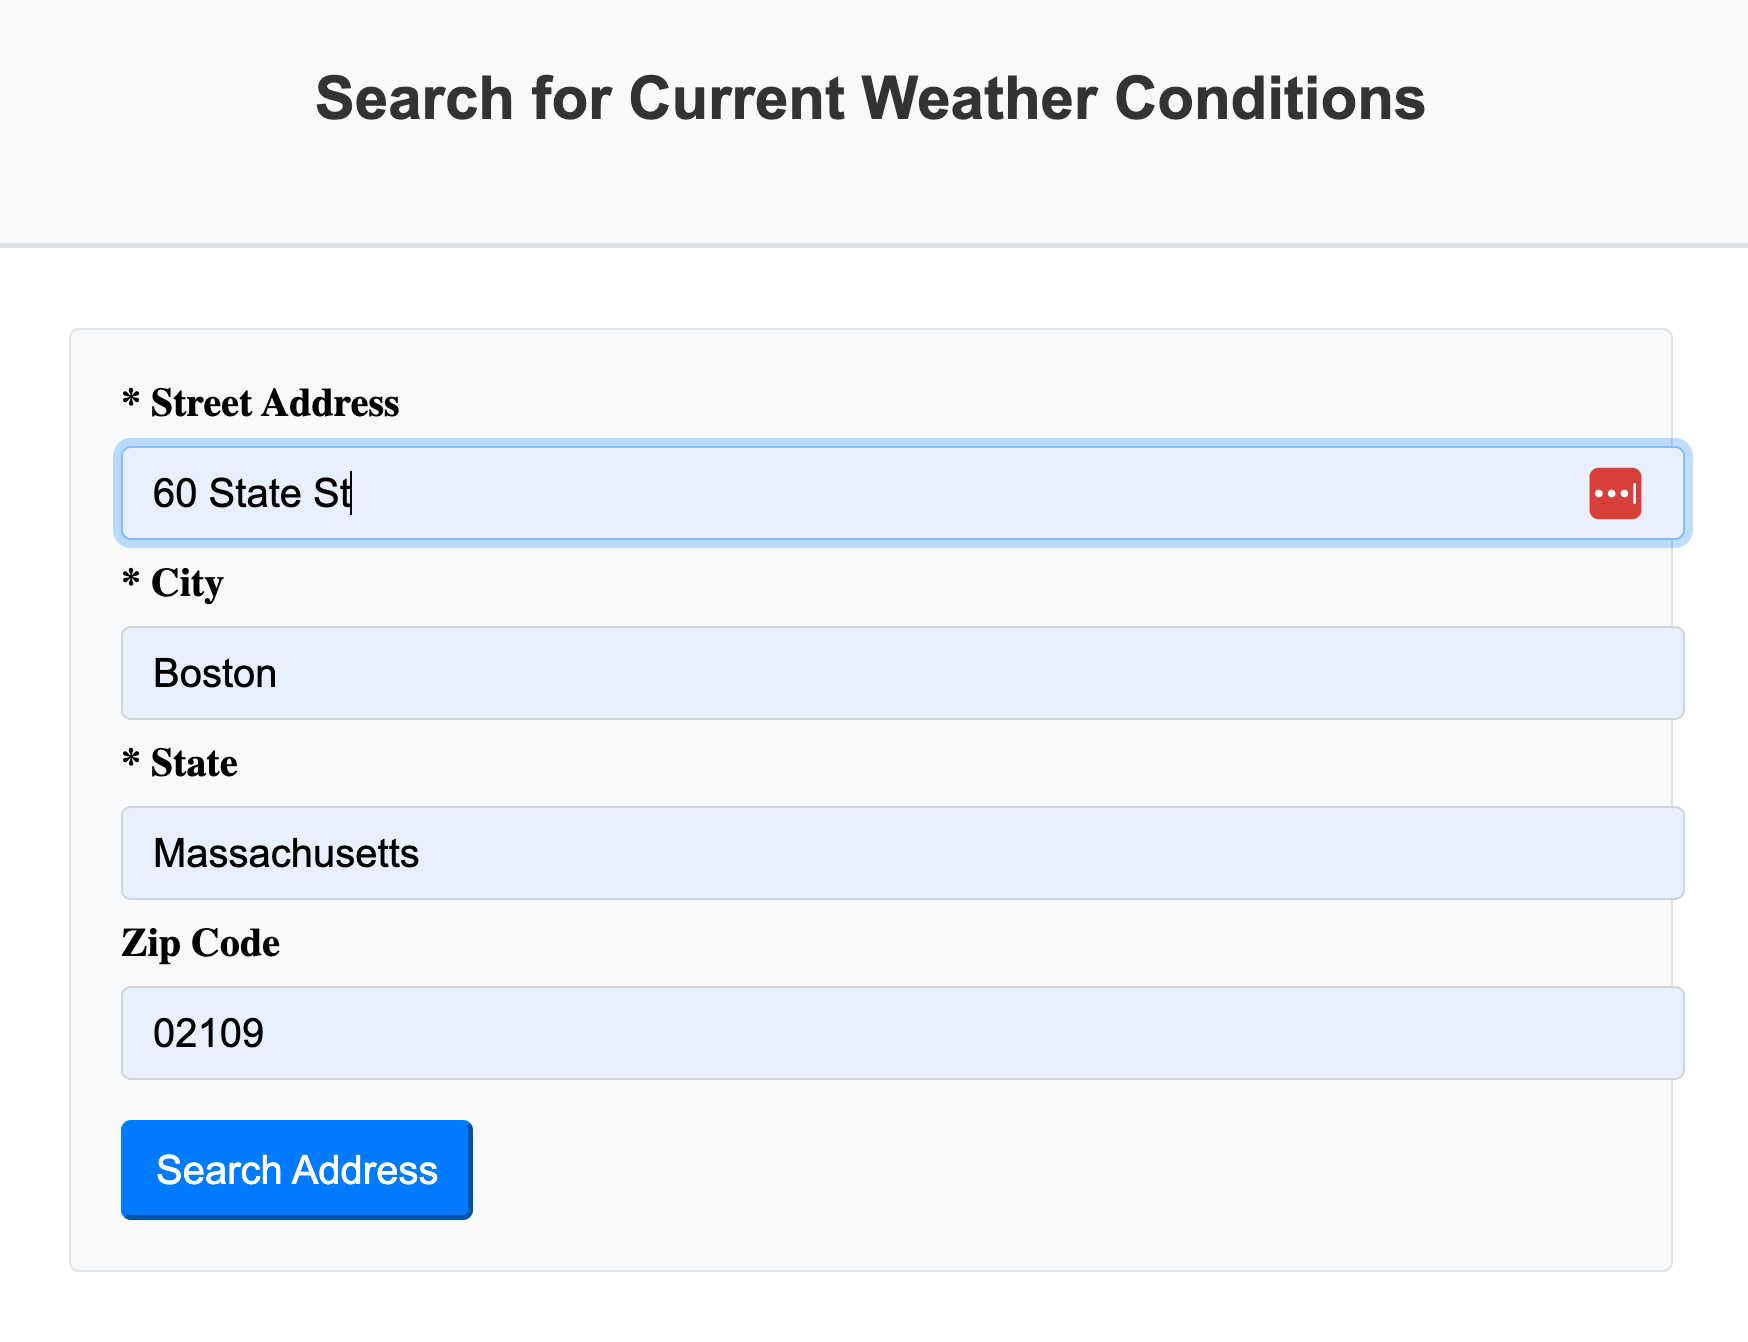 Search for Current Weather Conditions
* Street Address
60 State St
* City
Boston
* State
Massachusetts
Zip Code
02109
Search Address